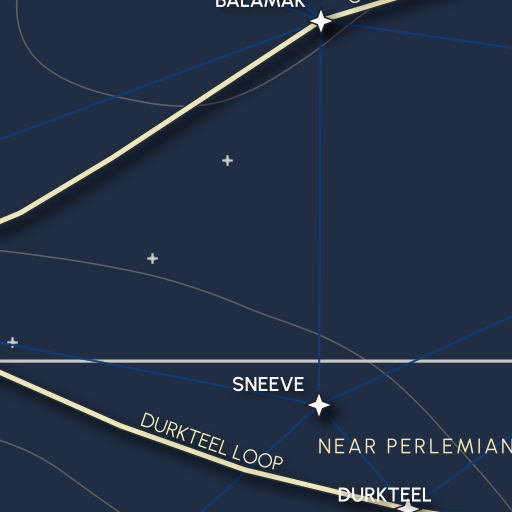 BALAMAK
SNEEVE
DURKTEEL LOOP
NEAR PERLEMIAN
DURKTEEL